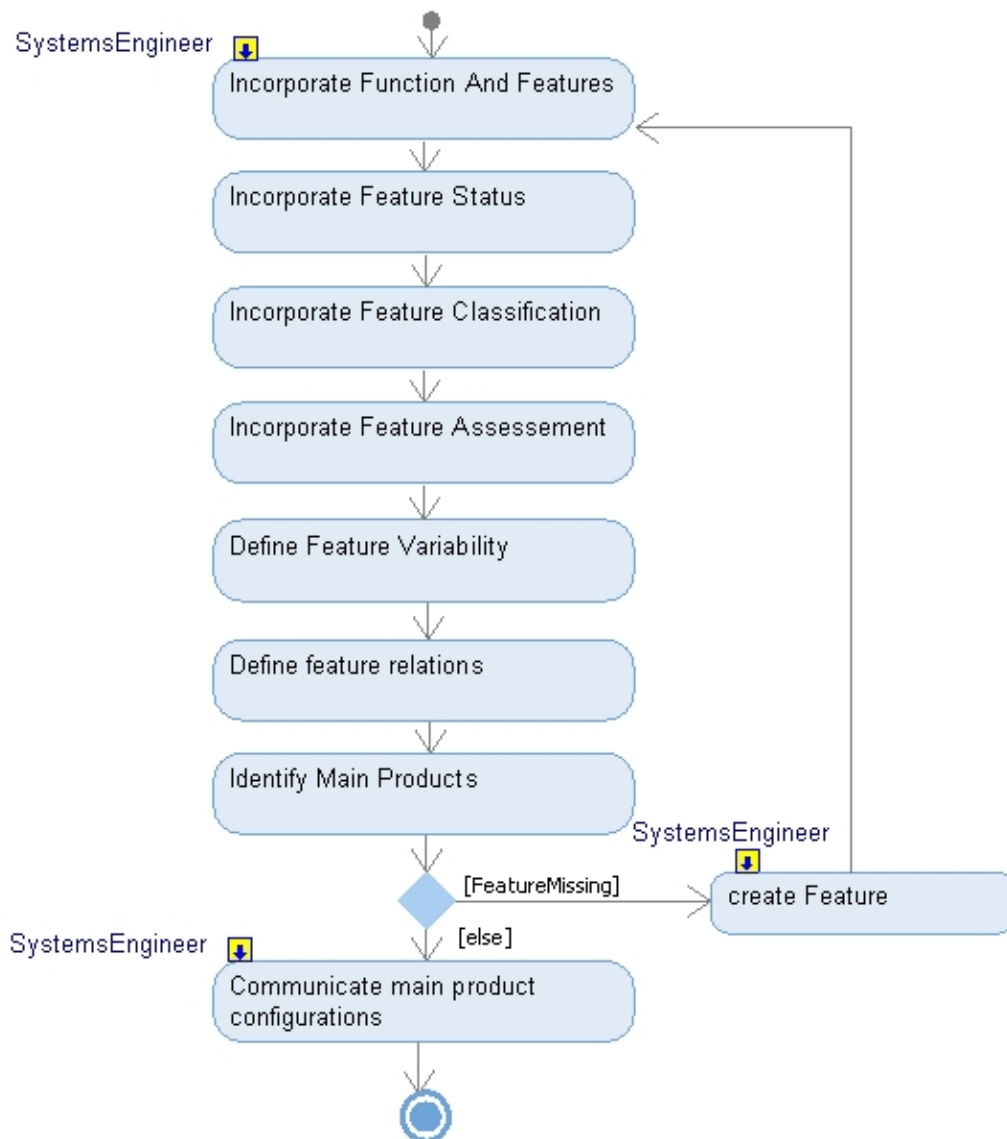 SystemsEngineer
Incorporate Function And Features
Incorporate Feature Status
Incorporate Feature Classification
Incorporate Feature Assessement
Define Feature Variability
Define feature relations
Identify Main Products
SystemsEngineer
[FeatureMissing]
create Feature
[else]
SystemsEngineer
Communicate main product
configurations